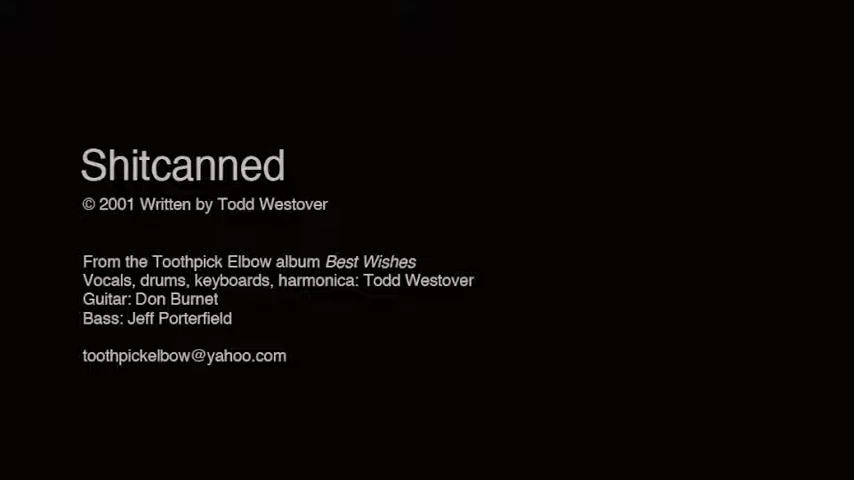 Shitcanned
© 2001 Written by Todd Westover
From the Toothpick Elbow album Best Wishes
Vocals, drums, keyboards, harmonica: Todd Westover
Guitar: Don Burnet
Bass: Jeff Porterfield
toothpickelbow@yahoo.com